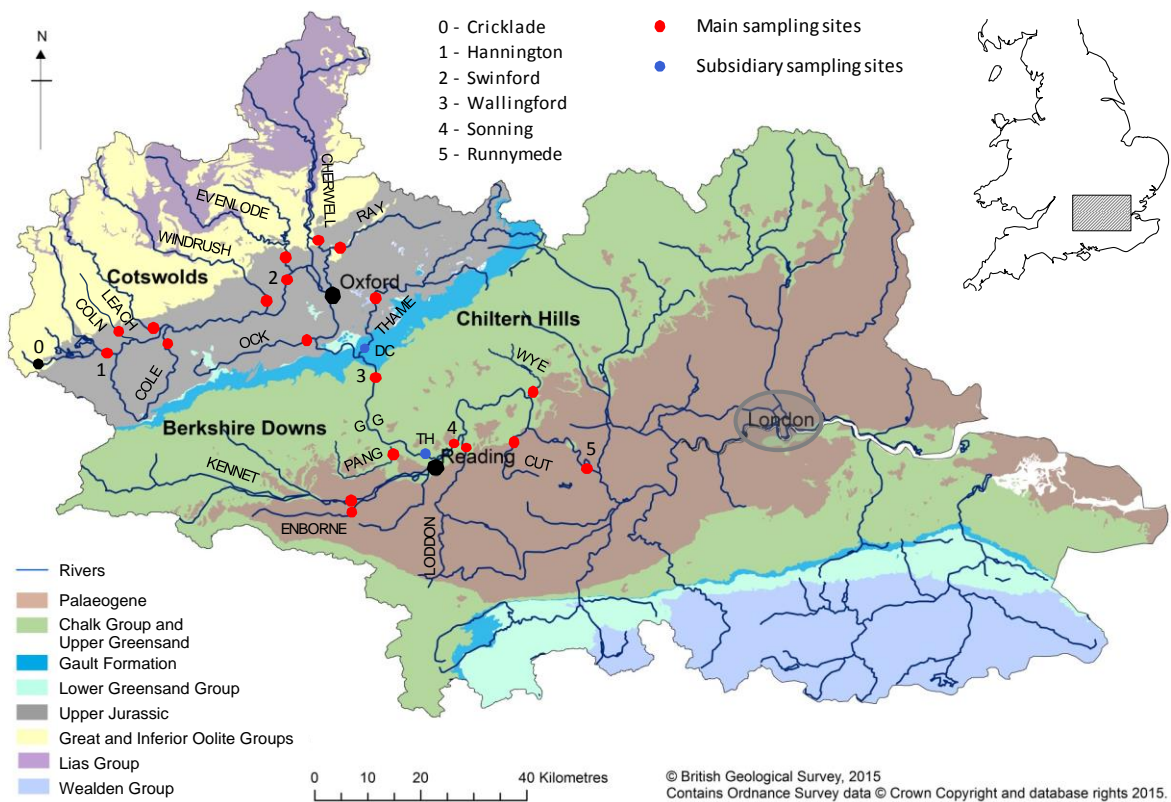 N
0 - Cricklade
1 - Hannington
2 - Swinford
3 - Wallingford
4 - Sonning
5 - Runnymede
Main sampling sites
Subsidiary sampling sites
CHERWELL
EVENLODE
RAY
WINDRUSH
Cotswolds
2
Oxford
LEACH
COLN
THAME
Chiltern Hills
OCK
DC
0
1
COLE
3
WYE
Berkshire Downs
G G
4
London
TH
Reading
5
PANG
CUT
KENNET
ENBORNE
LODDON
Rivers
Palaeogene
Chalk Group and
Upper Greensand
Gault Formation
Lower Greensand Group
Upper Jurassic
Great and Inferior Oolite Groups
Lias Group
Wealden Group
0 10 20 40 Kilometres
© British Geological Survey, 2015
Contains Ordnance Survey data © Crown Copyright and database rights 2015.